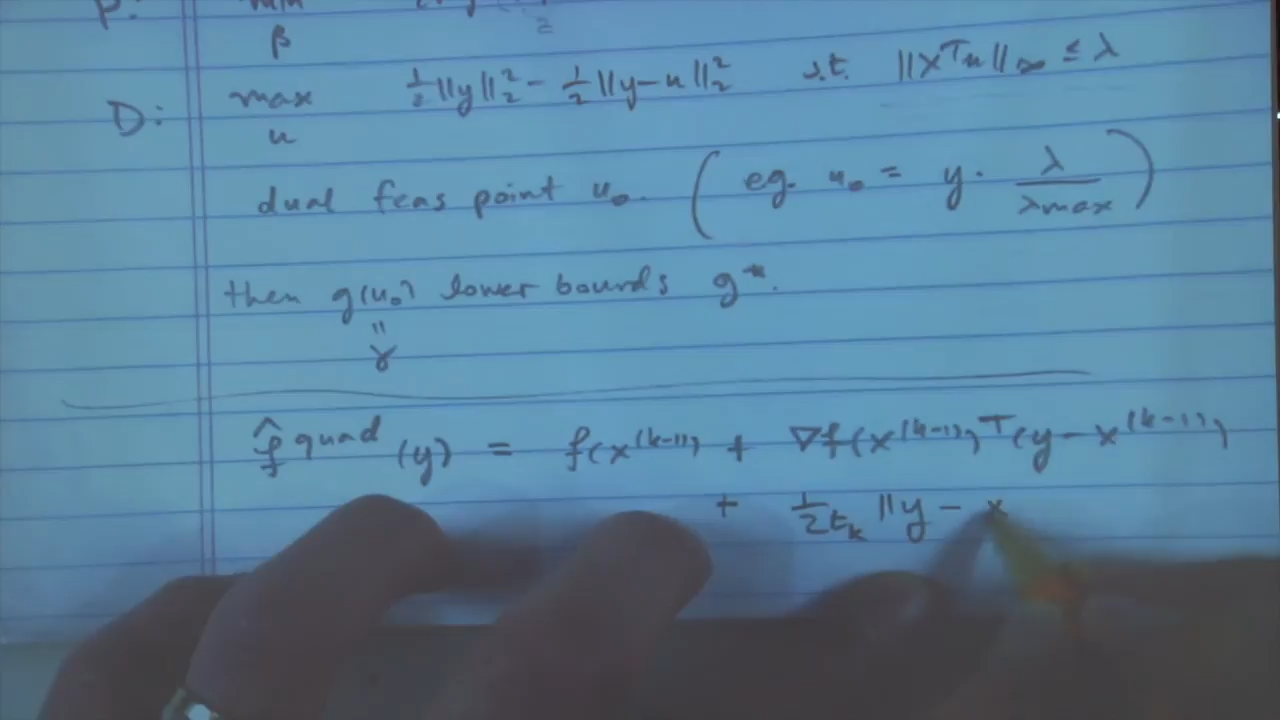 P:
β
D: max 1/2 ||y||₂² - 1/2 ||y-u||₂² s.t. ||Xᵀu||∞ ≤ λ
u
dual feas point u₀. (eg. u₀ = y · λ/λmax)
then g(u₀) lower bounds g*.
"
γ
f̂ quad (y) = f(x^(k-1)) + ∇f(x^(k-1))ᵀ(y - x^(k-1))
+ 1/2tₖ ||y - x